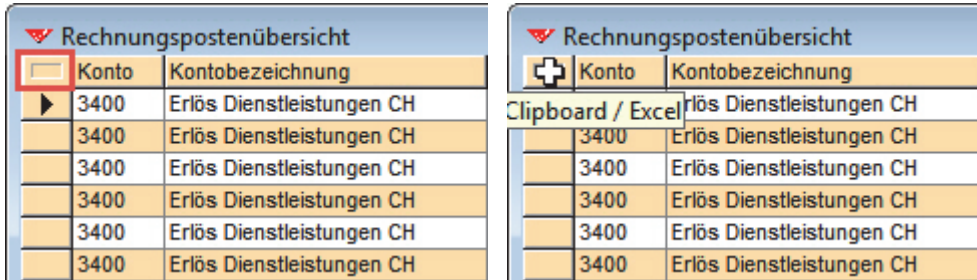 Rechnungspostenübersicht
Konto Kontobezeichnung
3400 Erlös Dienstleistungen CH
3400 Erlös Dienstleistungen CH
3400 Erlös Dienstleistungen CH
3400 Erlös Dienstleistungen CH
3400 Erlös Dienstleistungen CH
3400 Erlös Dienstleistungen CH
Rechnungspostenübersicht
Konto Kontobezeichnung
Clipboard / Excel rlös Dienstleistungen CH
3400 Erlös Dienstleistungen CH
3400 Erlös Dienstleistungen CH
3400 Erlös Dienstleistungen CH
3400 Erlös Dienstleistungen CH
3400 Erlös Dienstleistungen CH